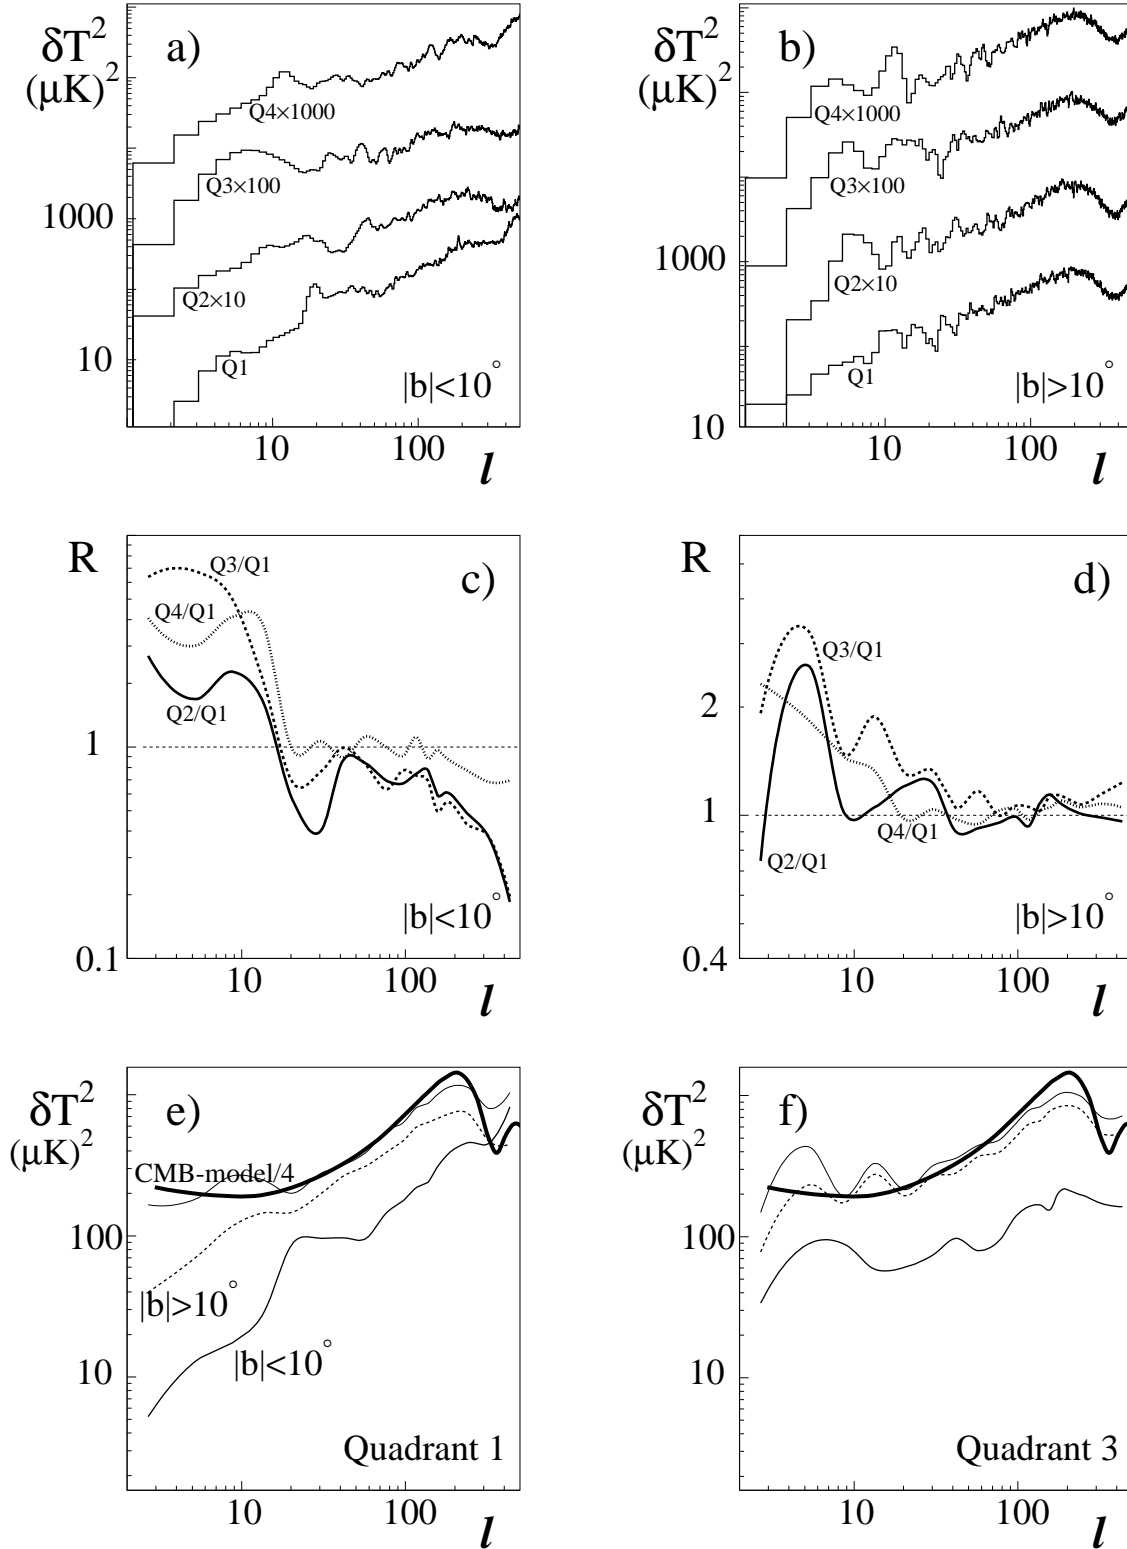 a)
δT²
(μK)²
1000
10
Q4×1000
Q3×100
Q2×10
Q1
|b|<10°
10
100
l
b)
δT²
(μK)²
1000
10
Q4×1000
Q3×100
Q2×10
Q1
|b|>10°
10
100
l
c)
R
1
0.1
Q3/Q1
Q4/Q1
Q2/Q1
|b|<10°
10
100
l
d)
R
2
1
0.4
Q3/Q1
Q4/Q1
Q2/Q1
|b|>10°
10
100
l
e)
δT²
(μK)²
100
10
CMB-model/4
|b|>10°
|b|<10°
Quadrant 1
10
100
l
f)
δT²
(μK)²
100
10
Quadrant 3
10
100
l